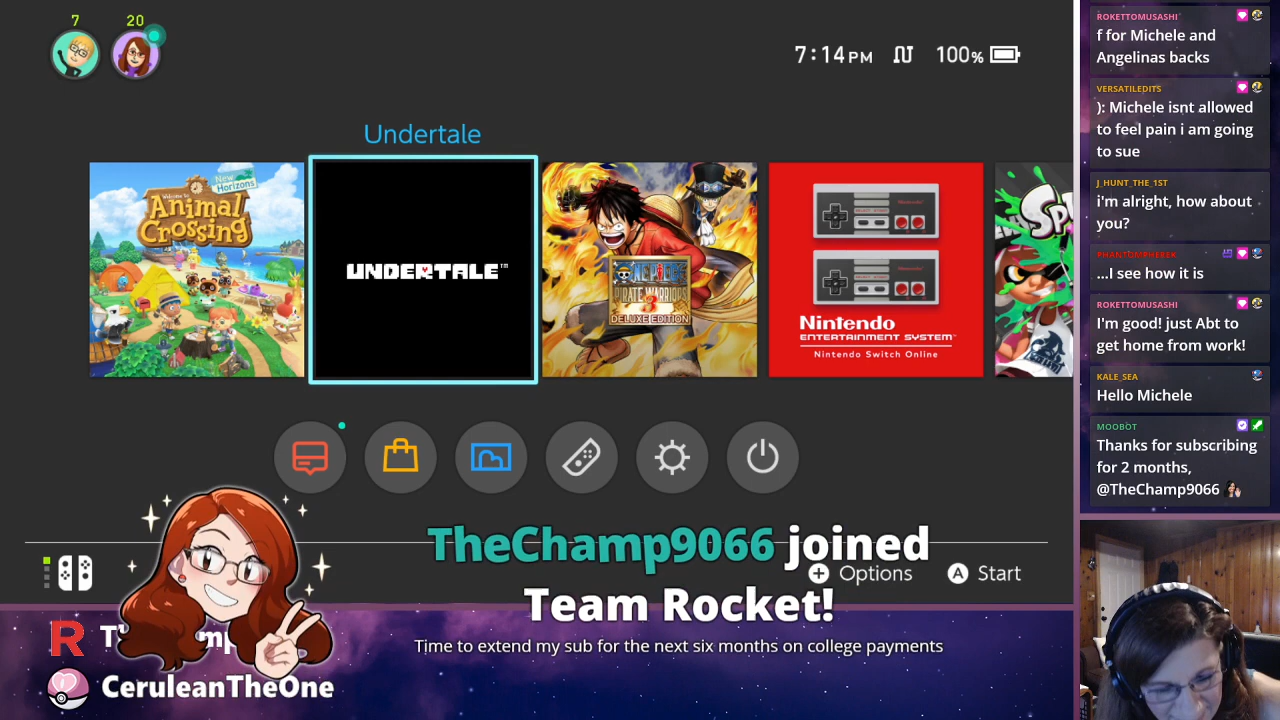 7 20
7:14 PM 100%
Undertale
Welcome to Animal Crossing New Horizons
UNDERTALE™
ONE PIECE
PIRATE WARRIORS
3
DELUXE EDITION
Nintendo
ENTERTAINMENT SYSTEM™
Nintendo Switch Online
TheChamp9066 joined
Team Rocket!
+ Options A Start
Time to extend my sub for the next six months on college payments
R
CeruleanTheOne
ROKETTOMUSASHI
f for Michele and
Angelinas backs
VERSATILEDITS
): Michele isnt allowed
to feel pain i am going
to sue
J_HUNT_THE_1ST
i'm alright, how about
you?
...I see how it is
ROKETTOMUSASHI
I'm good! just Abt to
get home from work!
KALE_SEA
Hello Michele
MOOBOT
Thanks for subscribing
for 2 months,
@TheChamp9066